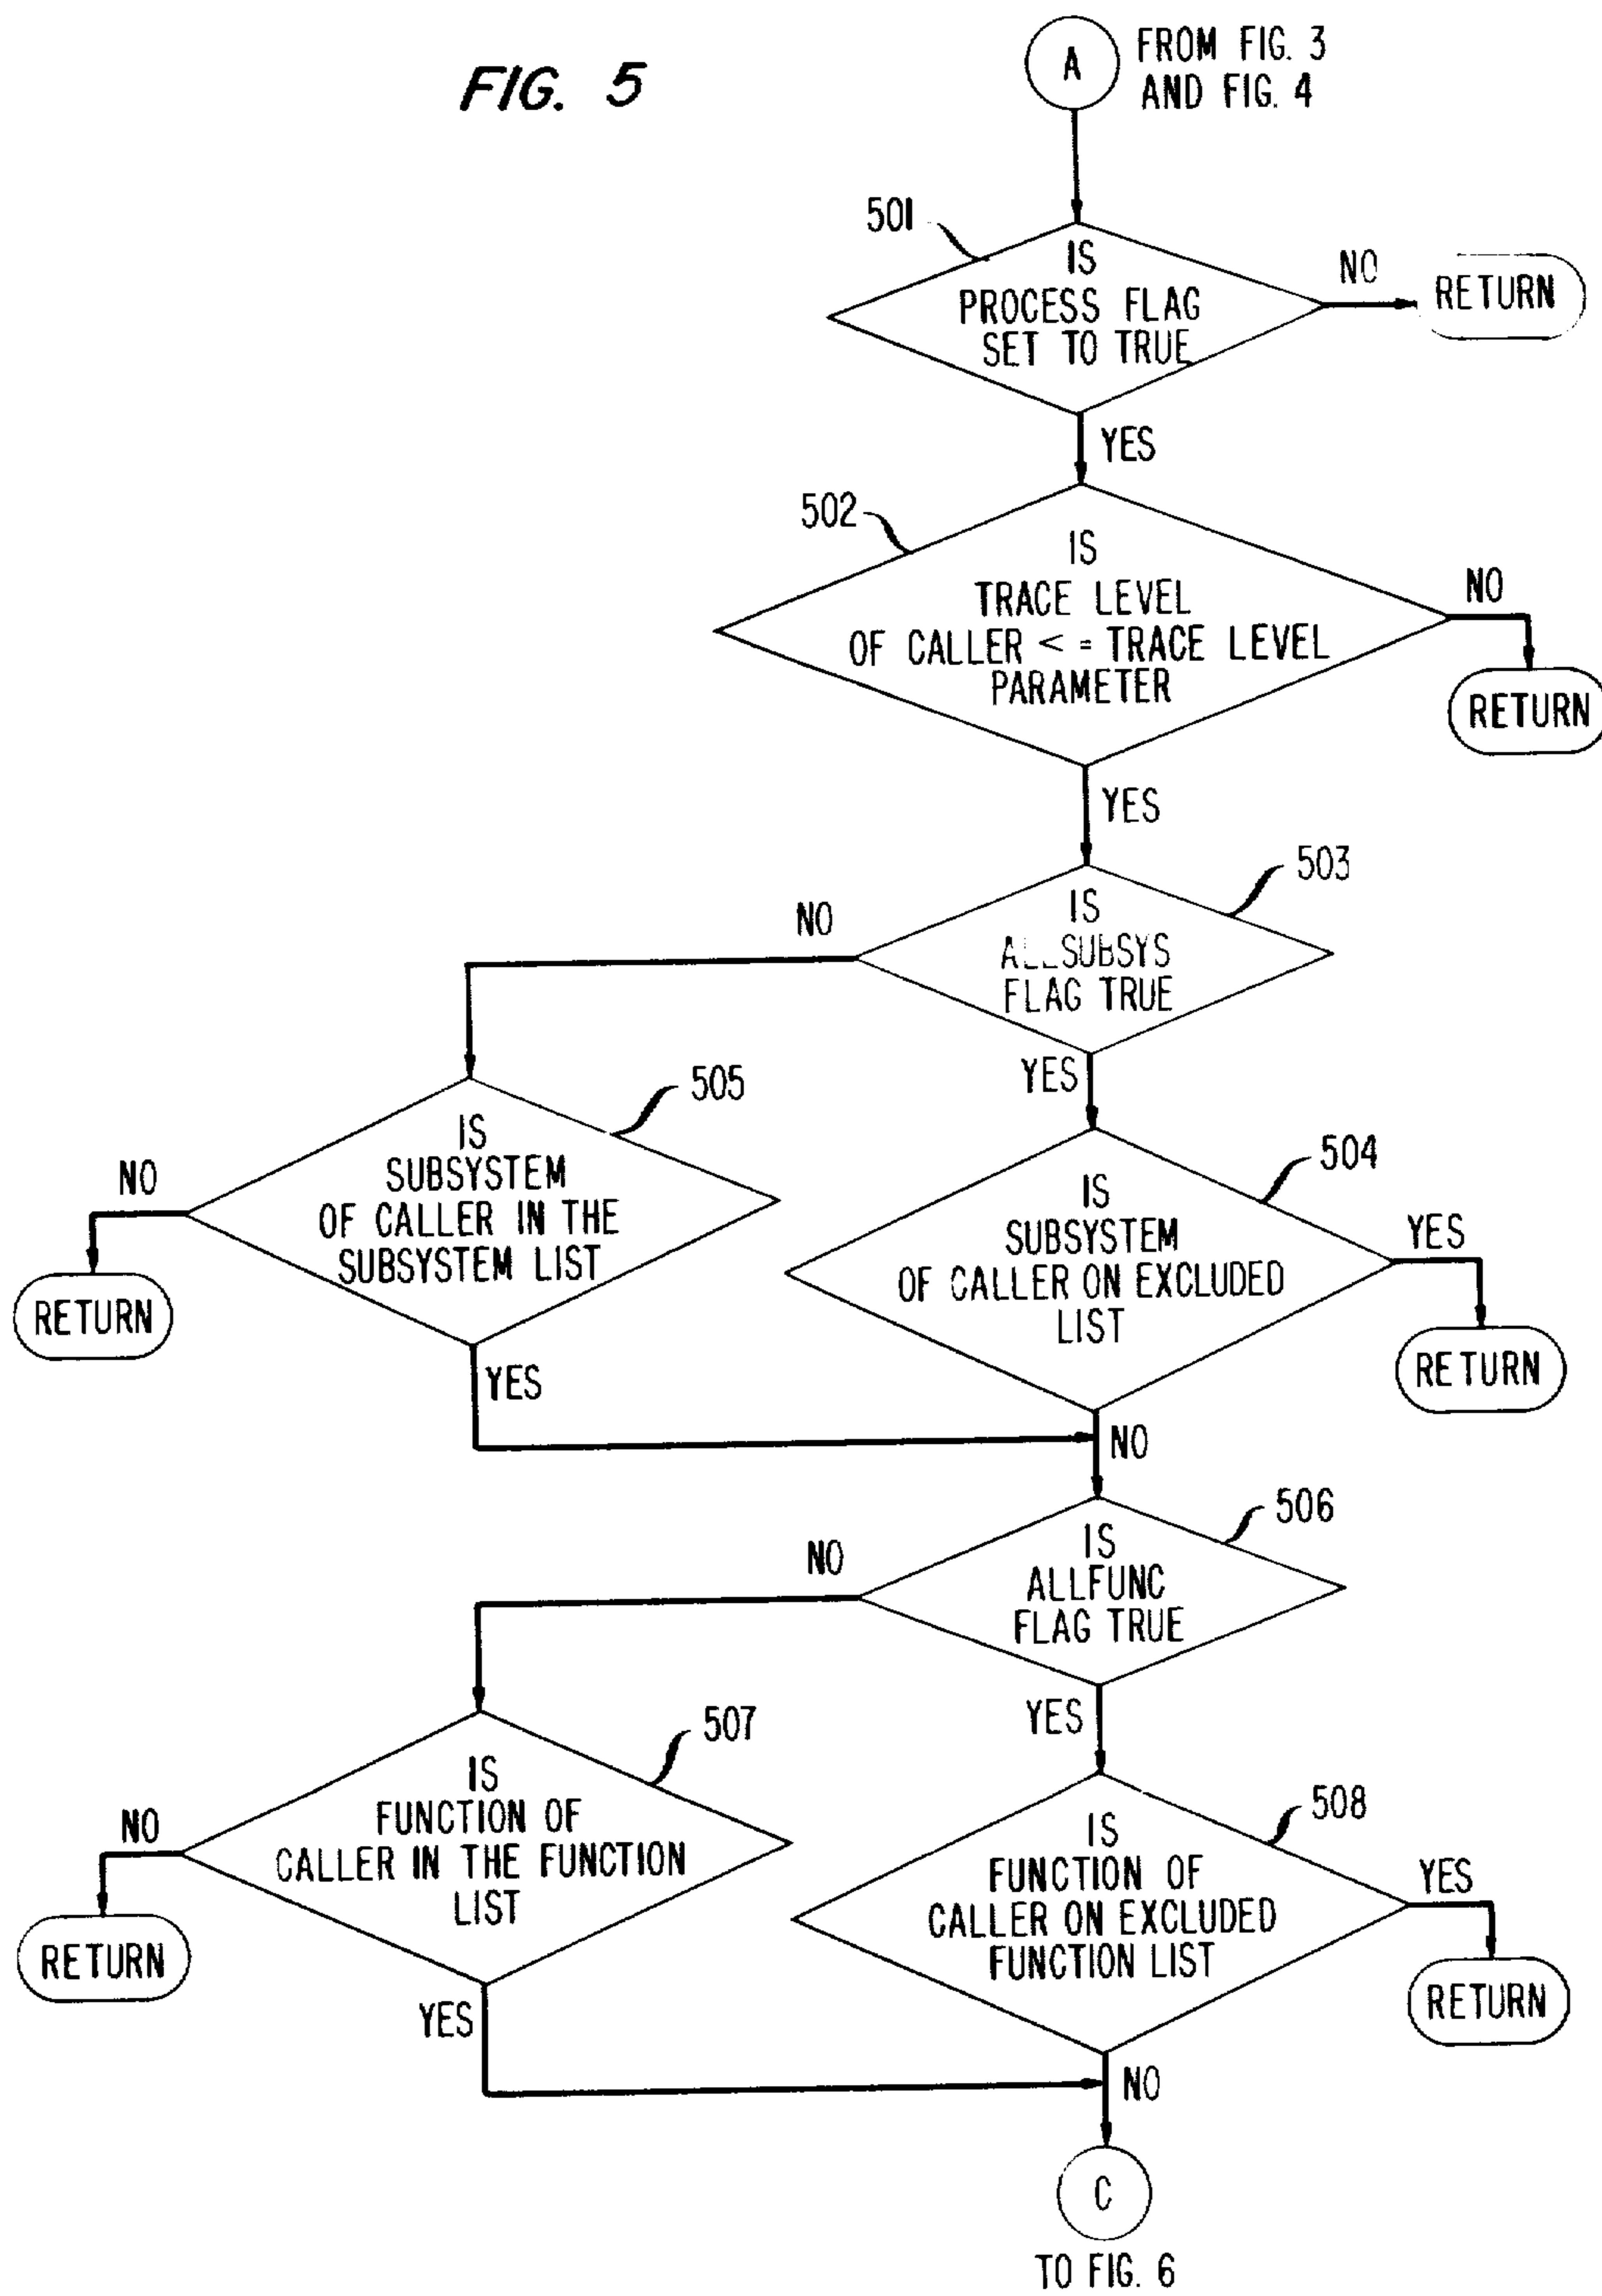 FIG. 5
A
FROM FIG. 3
AND FIG. 4
501
IS
PROCESS FLAG
SET TO TRUE
NO
RETURN
YES
502
IS
TRACE LEVEL
OF CALLER < = TRACE LEVEL
PARAMETER
NO
RETURN
YES
503
IS
ALLSUBSYS
FLAG TRUE
NO
YES
505
IS
SUBSYSTEM
OF CALLER IN THE
SUBSYSTEM LIST
NO
RETURN
YES
504
IS
SUBSYSTEM
OF CALLER ON EXCLUDED
LIST
YES
RETURN
NO
506
IS
ALLFUNC
FLAG TRUE
NO
YES
507
IS
FUNCTION OF
CALLER IN THE FUNCTION
LIST
NO
RETURN
YES
508
IS
FUNCTION OF
CALLER ON EXCLUDED
FUNCTION LIST
YES
RETURN
NO
C
TO FIG. 6